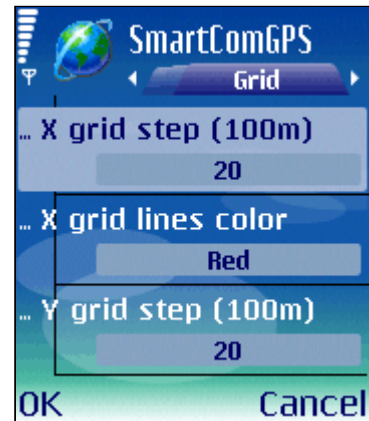 SmartComGPS
Grid
... X grid step (100m)
20
... X grid lines color
Red
... Y grid step (100m)
20
OK Cancel